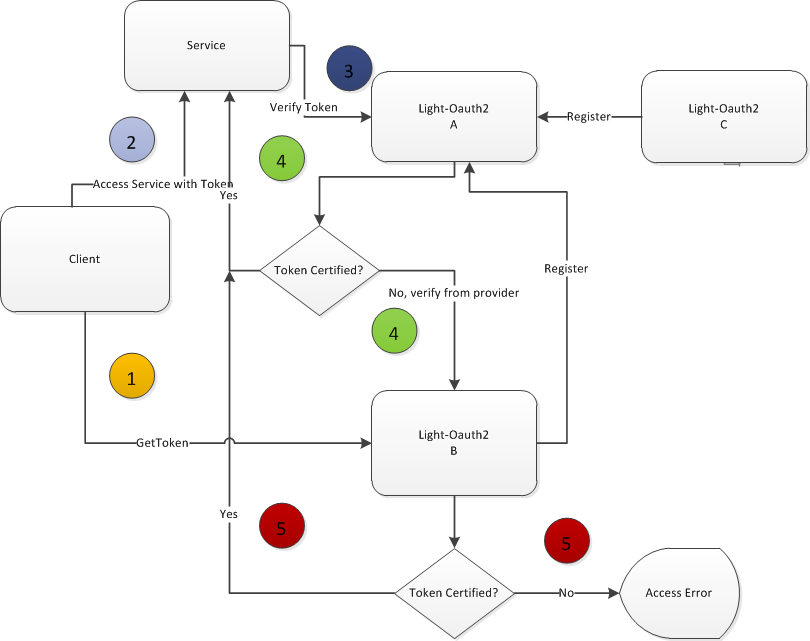 Service
3
Verify Token
Light-Oauth2
A
Register
Light-Oauth2
C
2
4
Access Service with Token
Yes
Client
Token Certified?
Register
No, verify from provider
4
1
Light-Oauth2
B
GetToken
Yes
5
5
Token Certified?
No
Access Error